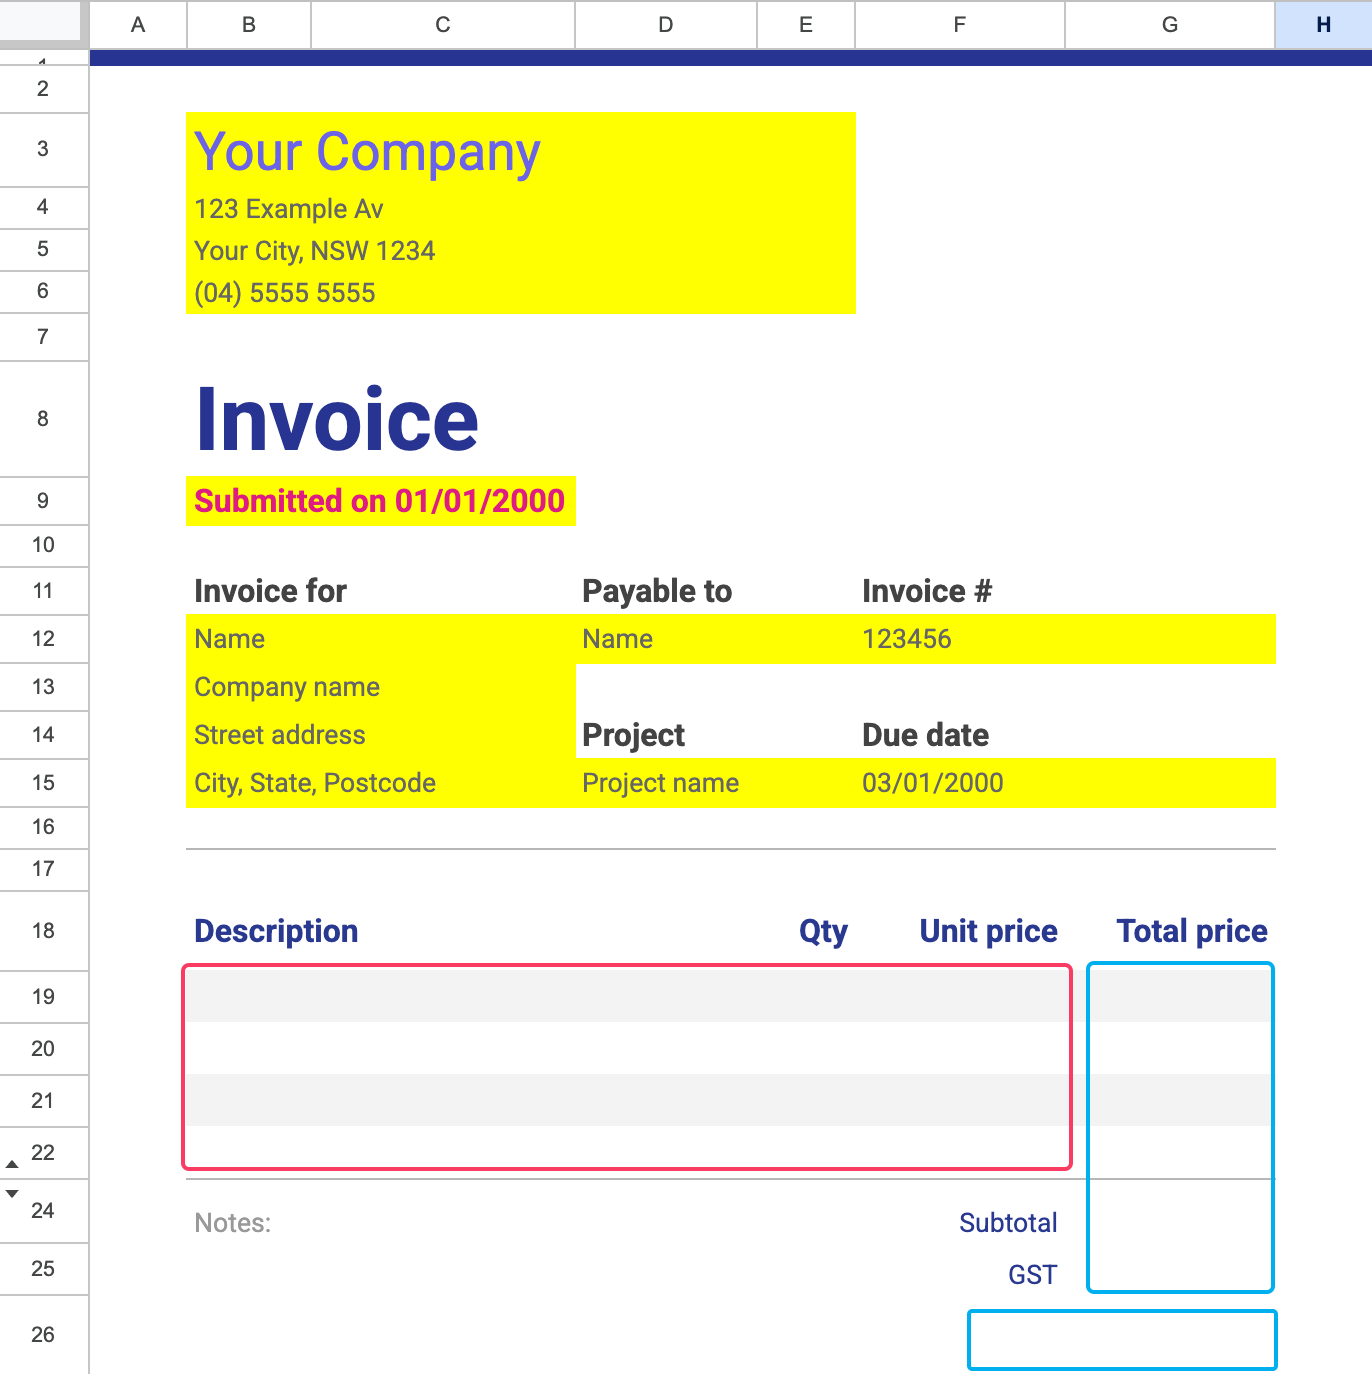 A B C D E F G H
1
2
3 Your Company
4 123 Example Av
5 Your City, NSW 1234
6 (04) 5555 5555
7
8 Invoice
9 Submitted on 01/01/2000
10
11 Invoice for Payable to Invoice #
12 Name Name 123456
13 Company name
14 Street address Project Due date
15 City, State, Postcode Project name 03/01/2000
16
17
18 Description Qty Unit price Total price
19
20
21
22
24 Notes: Subtotal
25 GST
26